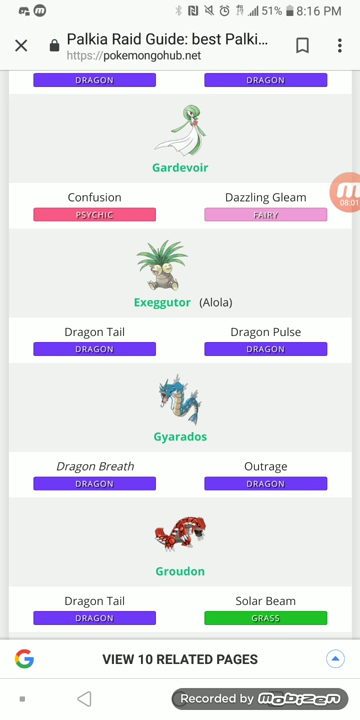 51% 8:16 PM
Palkia Raid Guide: best Palki...
https://pokemongohub.net
DRAGON DRAGON
Gardevoir
Confusion Dazzling Gleam
PSYCHIC FAIRY
08:01
Exeggutor (Alola)
Dragon Tail Dragon Pulse
DRAGON DRAGON
Gyarados
Dragon Breath Outrage
DRAGON DRAGON
Groudon
Dragon Tail Solar Beam
DRAGON GRASS
VIEW 10 RELATED PAGES
Recorded by mobizen